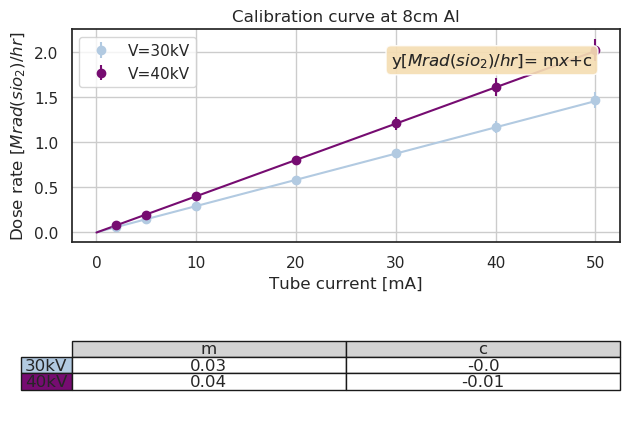 Calibration curve at 8cm Al
Dose rate [Mrad(sio₂)/hr]
2.0
1.5
1.0
0.5
0.0
V=30kV
V=40kV
y[Mrad(sio₂)/hr]= mx+c
0 10 20 30 40 50
Tube current [mA]
m c
30kV 0.03 -0.0
40kV 0.04 -0.01